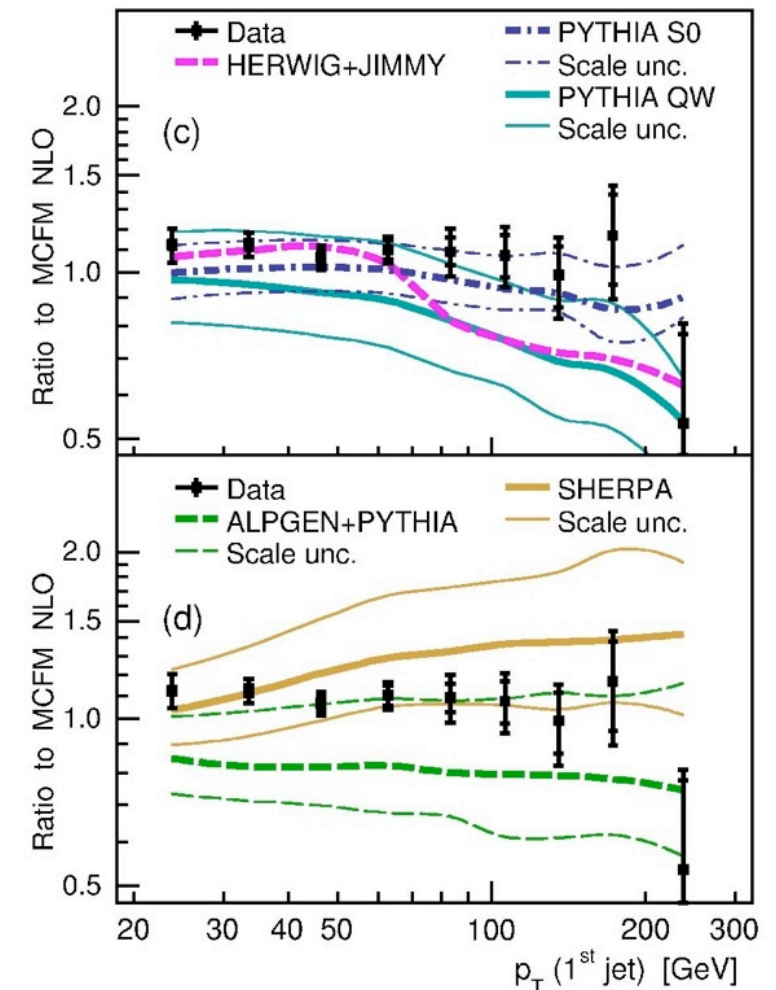 Data
HERWIG+JIMMY
PYTHIA S0
Scale unc.
PYTHIA QW
Scale unc.
(c)
Ratio to MCFM NLO
2.0
1.5
1.0
0.5
Data
ALPGEN+PYTHIA
Scale unc.
SHERPA
Scale unc.
(d)
Ratio to MCFM NLO
2.0
1.5
1.0
0.5
20 30 40 50 100 200 300
p_T (1^st jet) [GeV]